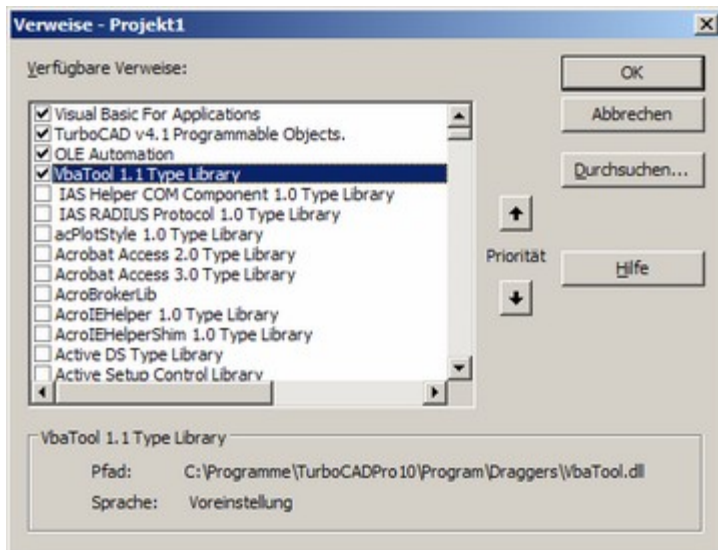 Verweise - Projekt1
Verfügbare Verweise:
Visual Basic For Applications
TurboCAD v4.1 Programmable Objects.
OLE Automation
VbaTool 1.1 Type Library
IAS Helper COM Component 1.0 Type Library
IAS RADIUS Protocol 1.0 Type Library
acPlotStyle 1.0 Type Library
Acrobat Access 2.0 Type Library
Acrobat Access 3.0 Type Library
AcroBrokerLib
AcroIEHelper 1.0 Type Library
AcroIEHelperShim 1.0 Type Library
Active DS Type Library
Active Setup Control Library
OK
Abbrechen
Durchsuchen...
Priorität
Hilfe
VbaTool 1.1 Type Library
Pfad: C:\Programme\TurboCADPro10\Program\Draggers\VbaTool.dll
Sprache: Voreinstellung